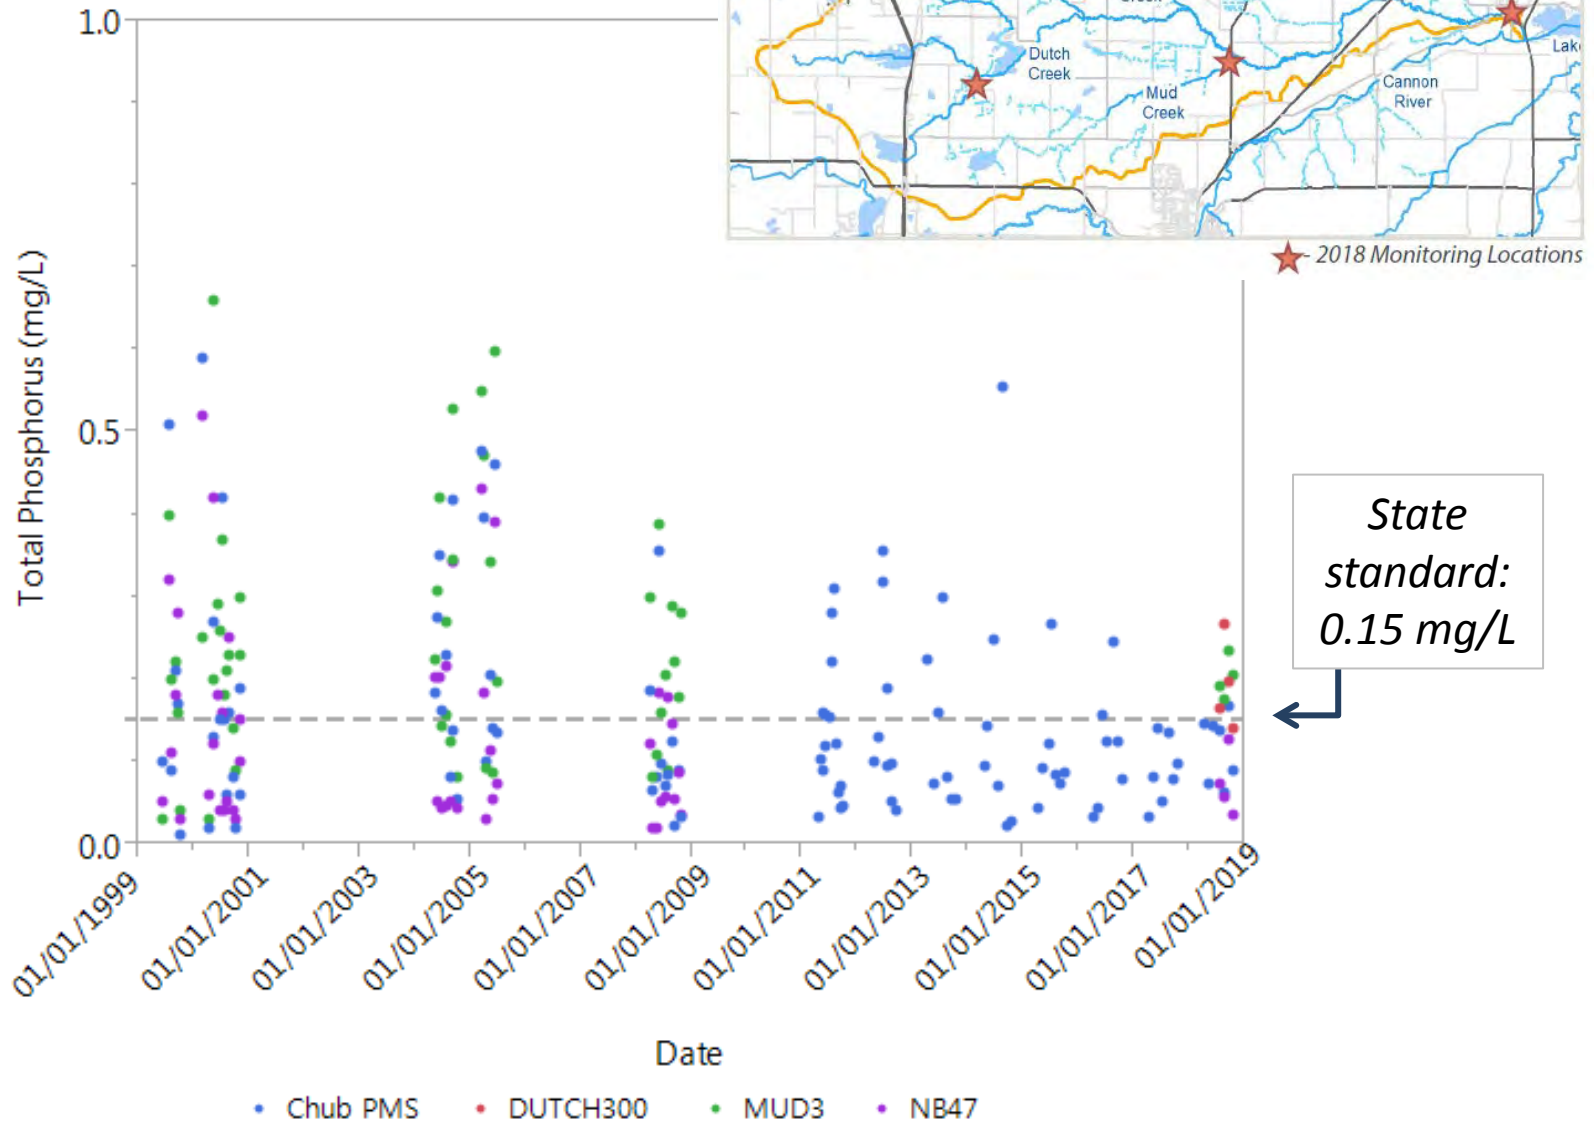 Dutch
Creek
Mud
Creek
Cannon
River
- 2018 Monitoring Locations
Total Phosphorus (mg/L)
1.0
0.5
0.0
State
standard:
0.15 mg/L
01/01/1999
01/01/2001
01/01/2003
01/01/2005
01/01/2007
01/01/2009
01/01/2011
01/01/2013
01/01/2015
01/01/2017
01/01/2019
Date
Chub PMS
DUTCH300
MUD3
NB47